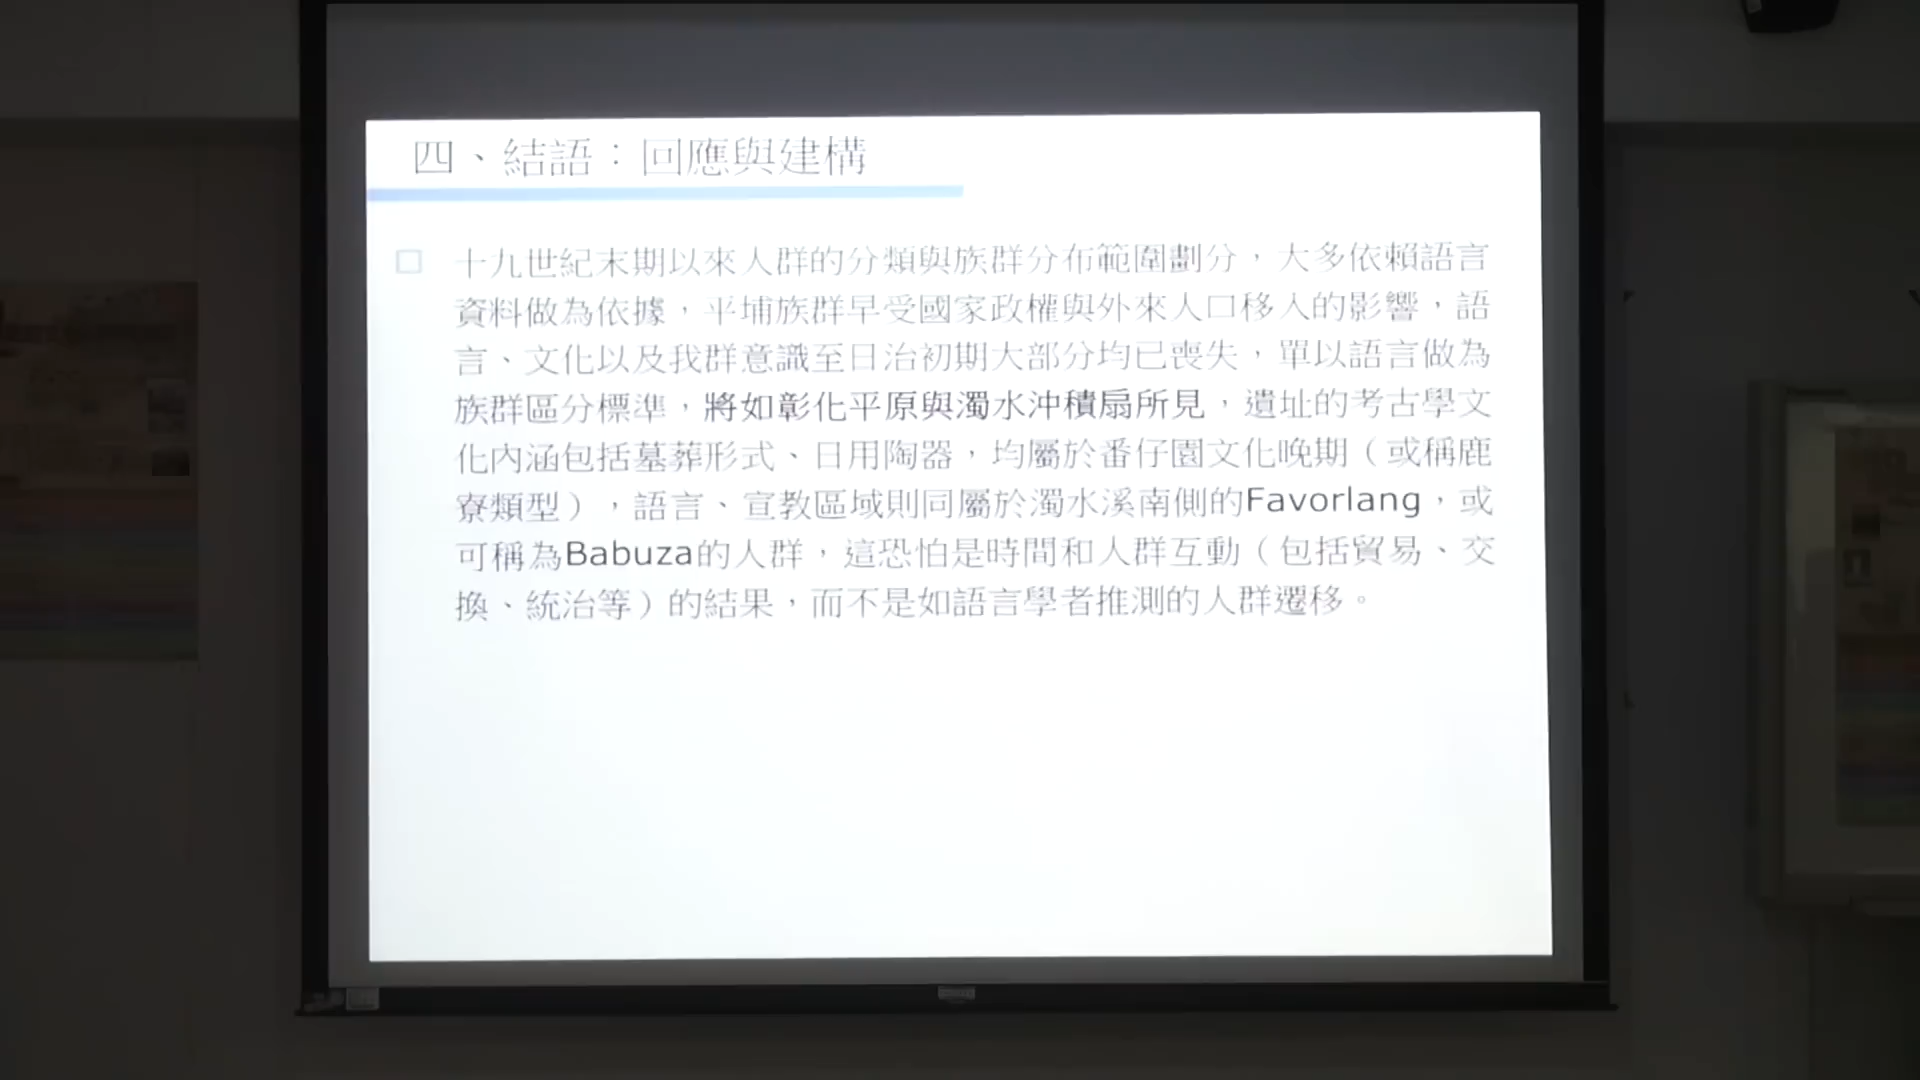 四、結語：回應與建構
□ 十九世紀末期以來人群的分類與族群分布範圍劃分，大多依賴語言
資料做為依據，平埔族群早受國家政權與外來人口移入的影響，語
言、文化以及我群意識至日治初期大部分均已喪失，單以語言做為
族群區分標準，將如彰化平原與濁水沖積扇所見，遺址的考古學文
化內涵包括墓葬形式、日用陶器，均屬於番仔園文化晚期（或稱鹿
寮類型），語言、宣教區域則同屬於濁水溪南側的Favorlang，或
可稱為Babuza的人群，這恐怕是時間和人群互動（包括貿易、交
換、統治等）的結果，而不是如語言學者推測的人群遷移。